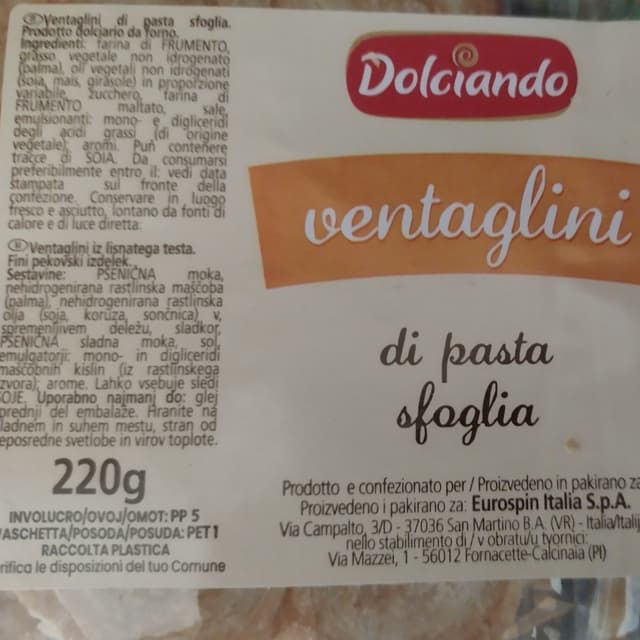 Ventaglini di pasta sfoglia.
Prodotto dolciario da forno.
Ingredienti: farina di FRUMENTO,
grasso vegetale non idrogenato
(palma), oli vegetali non idrogenati
(soia, mais, girasole) in proporzione
variabile, zucchero, farina di
FRUMENTO maltato, sale,
emulsionanti: mono- e digliceridi
degli acidi grassi (di origine
vegetale); aromi. Può contenere
tracce di SOIA. Da consumarsi
preferibilmente entro il: vedi data
stampata sul fronte della
confezione. Conservare in luogo
fresco e asciutto, lontano da fonti di
calore e di luce diretta.
Ventaglini iz lisnatega testa.
Fini pekovski izdelek.
Sestavine: PŠENIČNA moka,
nehidrogenirana rastlinska maščoba
(palma), nehidrogenirana rastlinska
olja (soja, koruza, sončnica) v
spremenljivem deležu, sladkor,
PŠENIČNA sladna moka, sol,
emulgatorji: mono- in digliceridi
maščobnih kislin (iz rastlinskega
izvora); arome. Lahko vsebuje sledi
SOJE. Uporabno najmanj do: glej
prednji del embalaže. Hranite na
hladnem in suhem mestu, stran od
neposredne svetlobe in virov toplote.
220g
INVOLUCRO/OVOJ/OMOT: PP 5
VASCHETTA/POSODA/POSUDA: PET 1
RACCOLTA PLASTICA
rifica le disposizioni del tuo Comune
Dolciando
ventaglini
di pasta
sfoglia
Prodotto e confezionato per / Proizvedeno in pakirano za
Proizvedeno i pakirano za: Eurospin Italia S.p.A.
Via Campalto, 3/D - 37036 San Martino B.A. (VR) - Italia/Italij
nello stabilimento di / v obratu/u tvornici:
Via Mazzei, 1 - 56012 Fornacette-Calcinaia (PI)